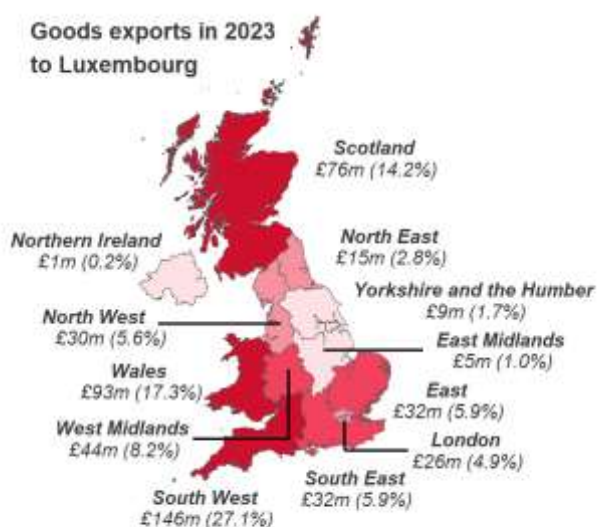 Goods exports in 2023
to Luxembourg
Scotland
£76m (14.2%)
Northern Ireland
£1m (0.2%)
North East
£15m (2.8%)
Yorkshire and the Humber
£9m (1.7%)
North West
£30m (5.6%)
East Midlands
£5m (1.0%)
Wales
£93m (17.3%)
East
£32m (5.9%)
West Midlands
£44m (8.2%)
London
£26m (4.9%)
South East
£32m (5.9%)
South West
£146m (27.1%)